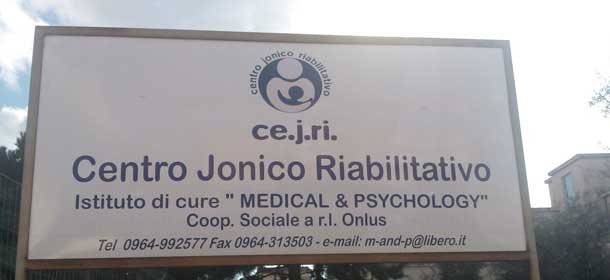 centro jonico riabilitativo
ce.j.ri.
Centro Jonico Riabilitativo
Istituto di cure " MEDICAL & PSYCHOLOGY"
Coop. Sociale a r.l. Onlus
Tel 0964-992577 Fax 0964-313503 - e-mail: m-and-p@libero.it